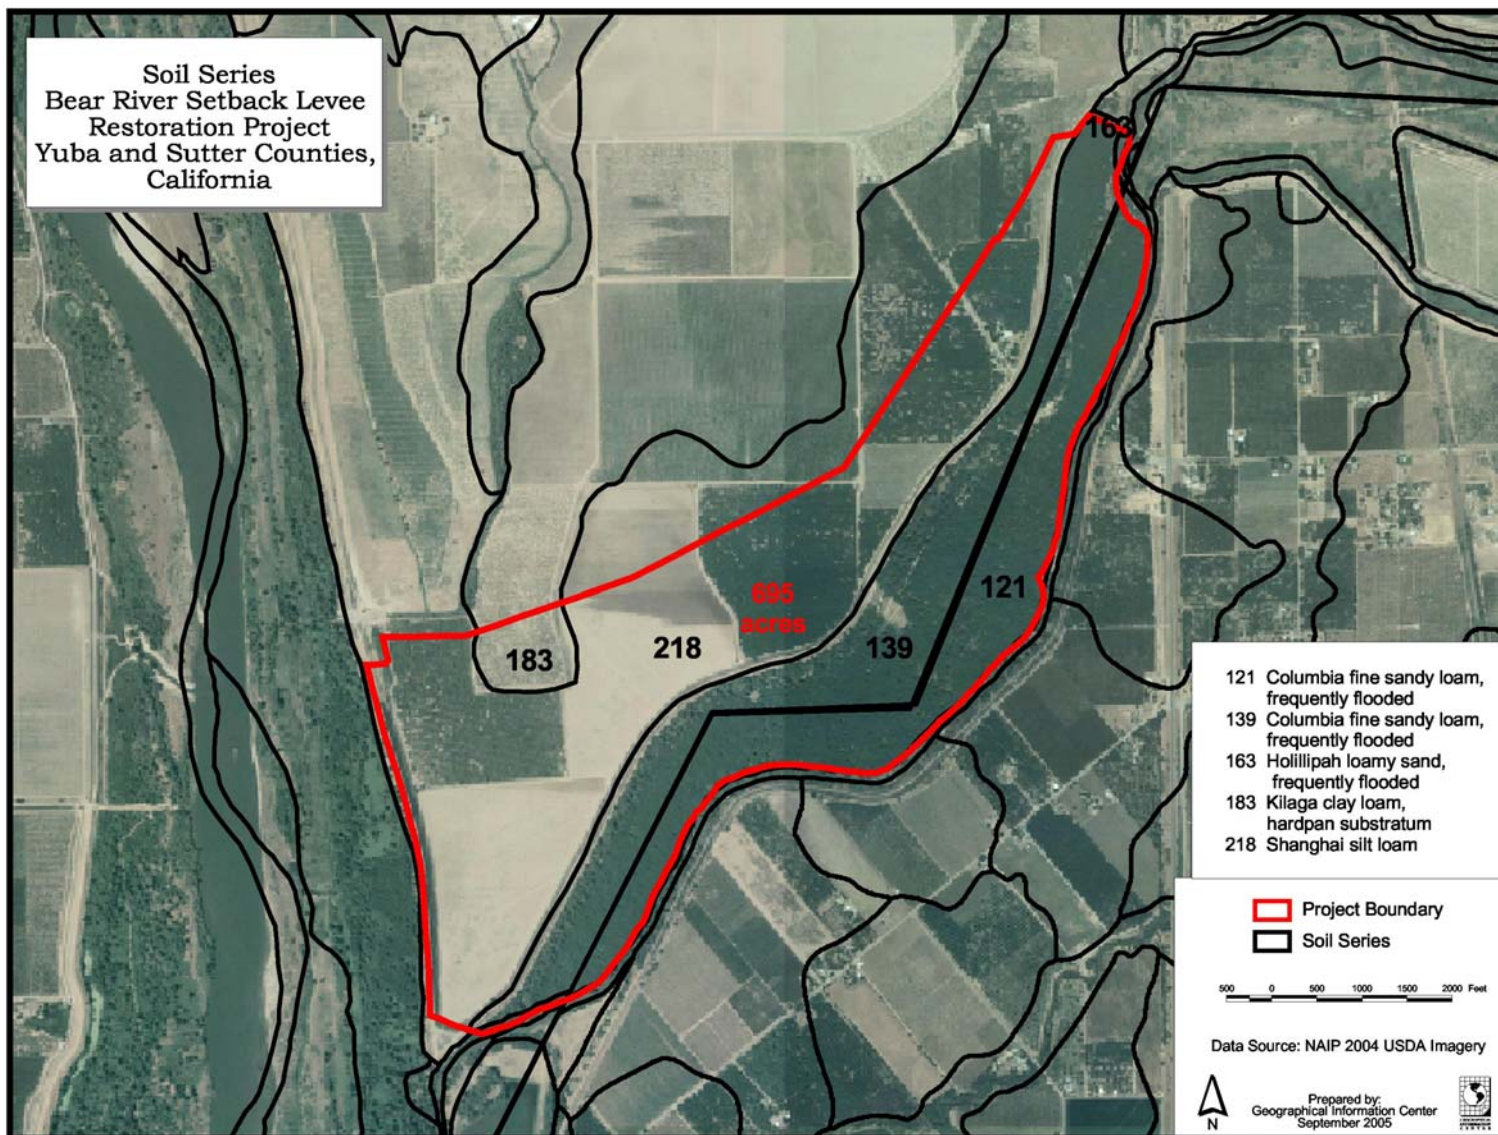 Soil Series
Bear River Setback Levee
Restoration Project
Yuba and Sutter Counties,
California
163
695
acres
121
139
218
183
121 Columbia fine sandy loam,
frequently flooded
139 Columbia fine sandy loam,
frequently flooded
163 Holillipah loamy sand,
frequently flooded
183 Kilaga clay loam,
hardpan substratum
218 Shanghai silt loam
Project Boundary
Soil Series
500 0 500 1000 1500 2000 Feet
Data Source: NAIP 2004 USDA Imagery
N
Prepared by:
Geographical Information Center
September 2005